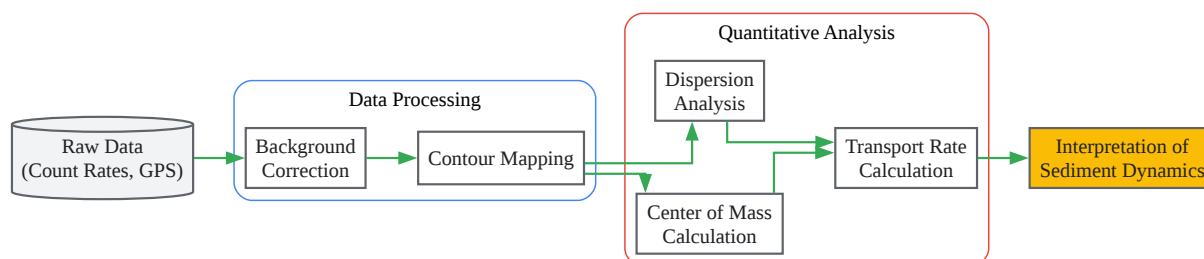 Raw Data
(Count Rates, GPS)
Data Processing
Background
Correction
Contour Mapping
Quantitative Analysis
Dispersion
Analysis
Center of Mass
Calculation
Transport Rate
Calculation
Interpretation of
Sediment Dynamics